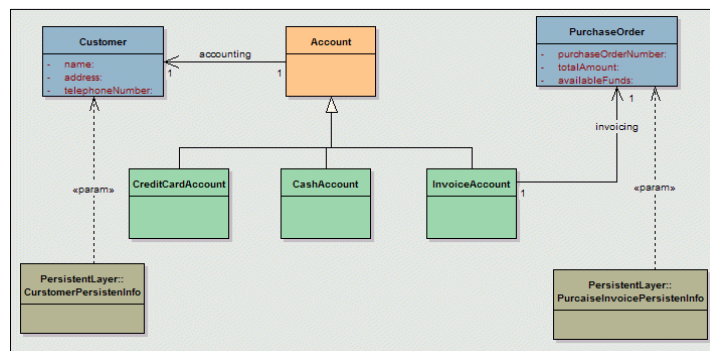 Customer
- name:
- address:
- telephoneNumber:
accounting
1
1
Account
PurchaseOrder
- purchaseOrderNumber:
- totalAmount:
- availableFunds:
1
invoicing
CreditCardAccount
CashAccount
InvoiceAccount
1
«param»
«param»
PersistentLayer::
CurstomerPersistenInfo
PersistentLayer::
PurcaiseInvoicePersistenInfo